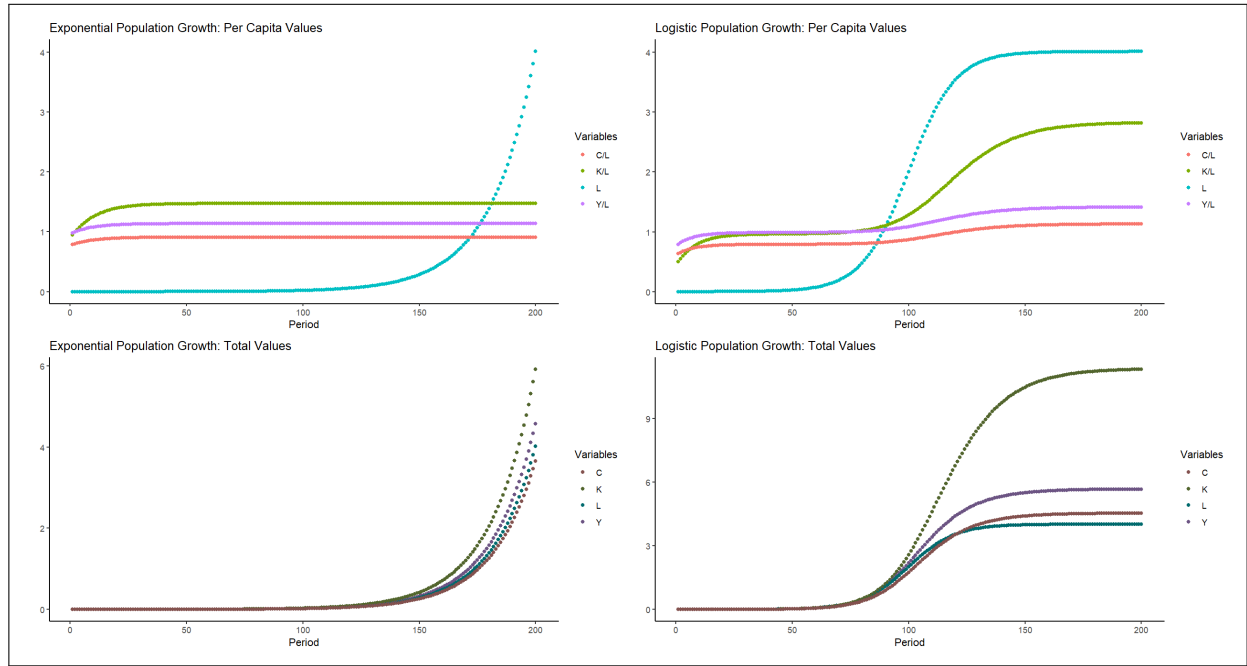 Exponential Population Growth: Per Capita Values
4
3
2
1
0
0 50 100 150 200
Period
Variables
C/L
K/L
L
Y/L
Logistic Population Growth: Per Capita Values
4
3
2
1
0
0 50 100 150 200
Period
Variables
C/L
K/L
L
Y/L
Exponential Population Growth: Total Values
6
4
2
0
0 50 100 150 200
Period
Variables
C
K
L
Y
Logistic Population Growth: Total Values
9
6
3
0
0 50 100 150 200
Period
Variables
C
K
L
Y